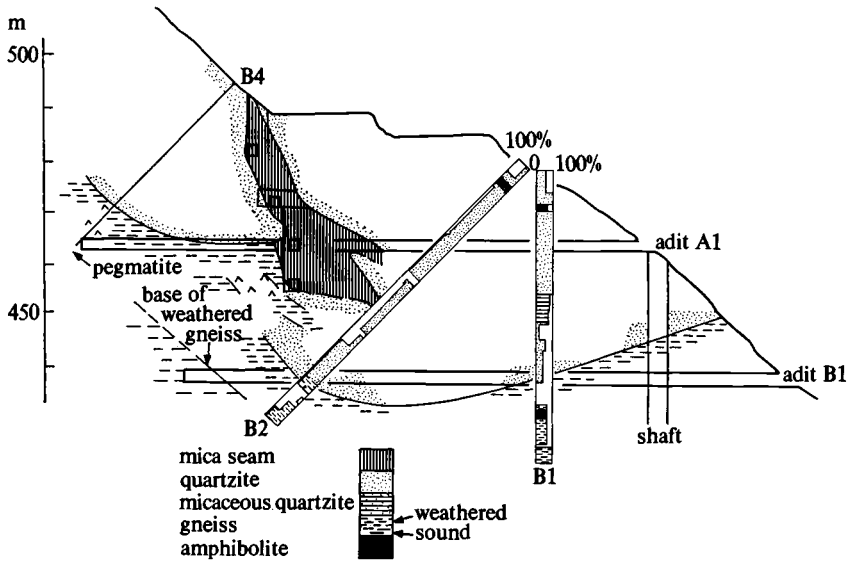 m
500
B4
100%
0 100%
adit A1
pegmatite
base of
weathered
gneiss
450
adit B1
B2
shaft
B1
mica seam
quartzite
micaceous quartzite
gneiss
amphibolite
weathered
sound